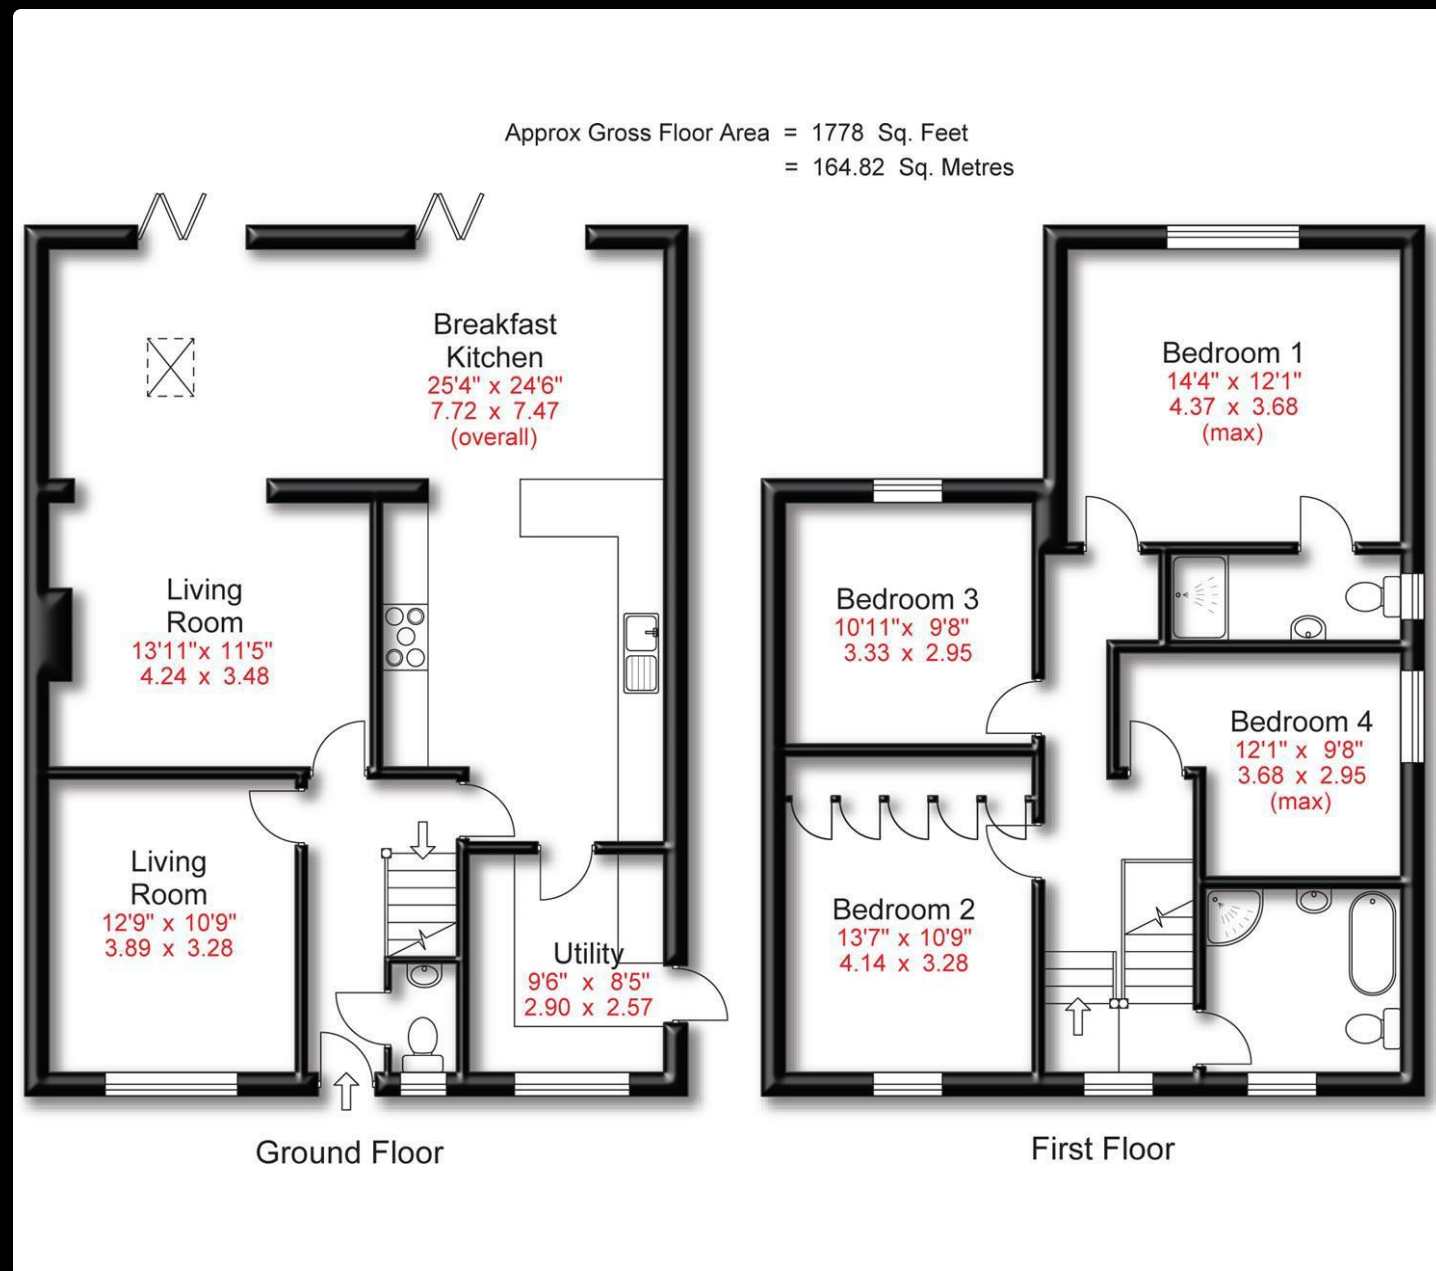 Approx Gross Floor Area = 1778 Sq. Feet
= 164.82 Sq. Metres
Breakfast
Kitchen
25'4" x 24'6"
7.72 x 7.47
(overall)
Living
Room
13'11"x 11'5"
4.24 x 3.48
Living
Room
12'9" x 10'9"
3.89 x 3.28
Utility
9'6" x 8'5"
2.90 x 2.57
Ground Floor
Bedroom 1
14'4" x 12'1"
4.37 x 3.68
(max)
Bedroom 3
10'11"x 9'8"
3.33 x 2.95
Bedroom 4
12'1" x 9'8"
3.68 x 2.95
(max)
Bedroom 2
13'7" x 10'9"
4.14 x 3.28
First Floor